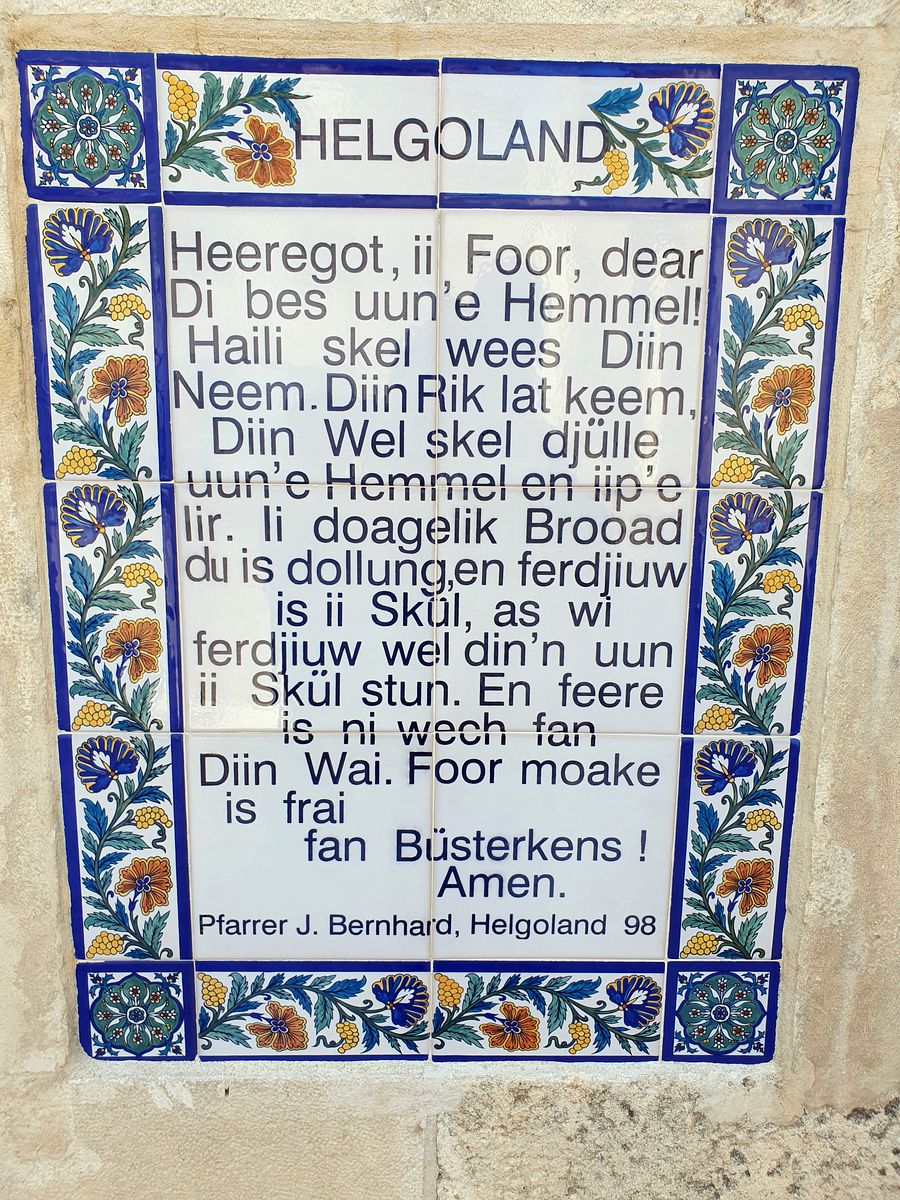 HELGOLAND
Heeregot, ii Foor, dear
Di bes uun'e Hemmel!
Haili skel wees Diin
Neem. Diin Rik lat keem,
Diin Wel skel djülle
uun'e Hemmel en iip'e
Iir. Ii doagelik Brooad
du is dollung,en ferdjiuw
is ii Skül, as wi
ferdjiuw wel din'n uun
ii Skül stun. En feere
is ni wech fan
Diin Wai. Foor moake
is frai
fan Büsterkens !
Amen.
Pfarrer J. Bernhard, Helgoland 98